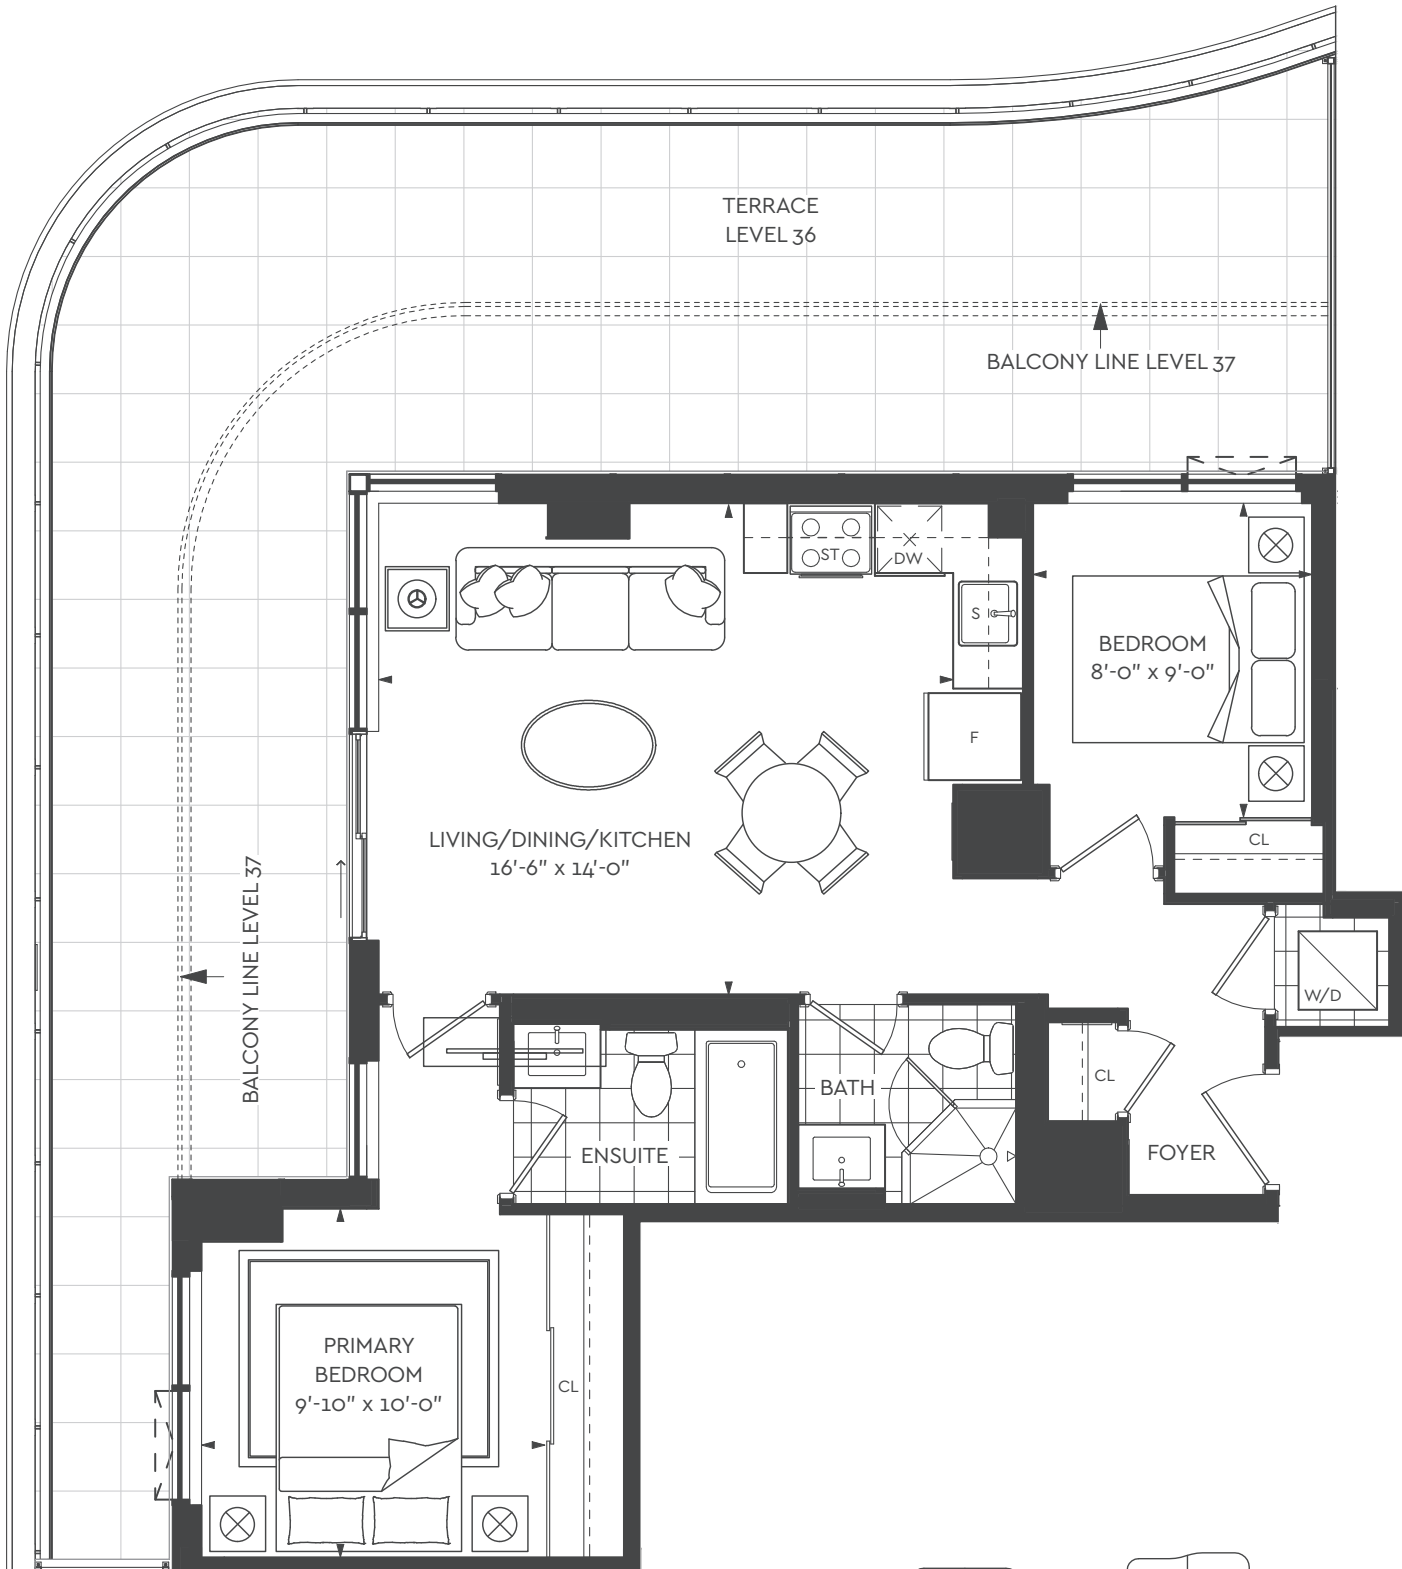 TERRACE
LEVEL 36
BALCONY LINE LEVEL 37
ST
DW
S
BEDROOM
8'-0" x 9'-0"
F
LIVING/DINING/KITCHEN
16'-6" x 14'-0"
CL
BALCONY LINE LEVEL 37
W/D
CL
BATH
ENSUITE
FOYER
PRIMARY
BEDROOM
9'-10" x 10'-0"
CL